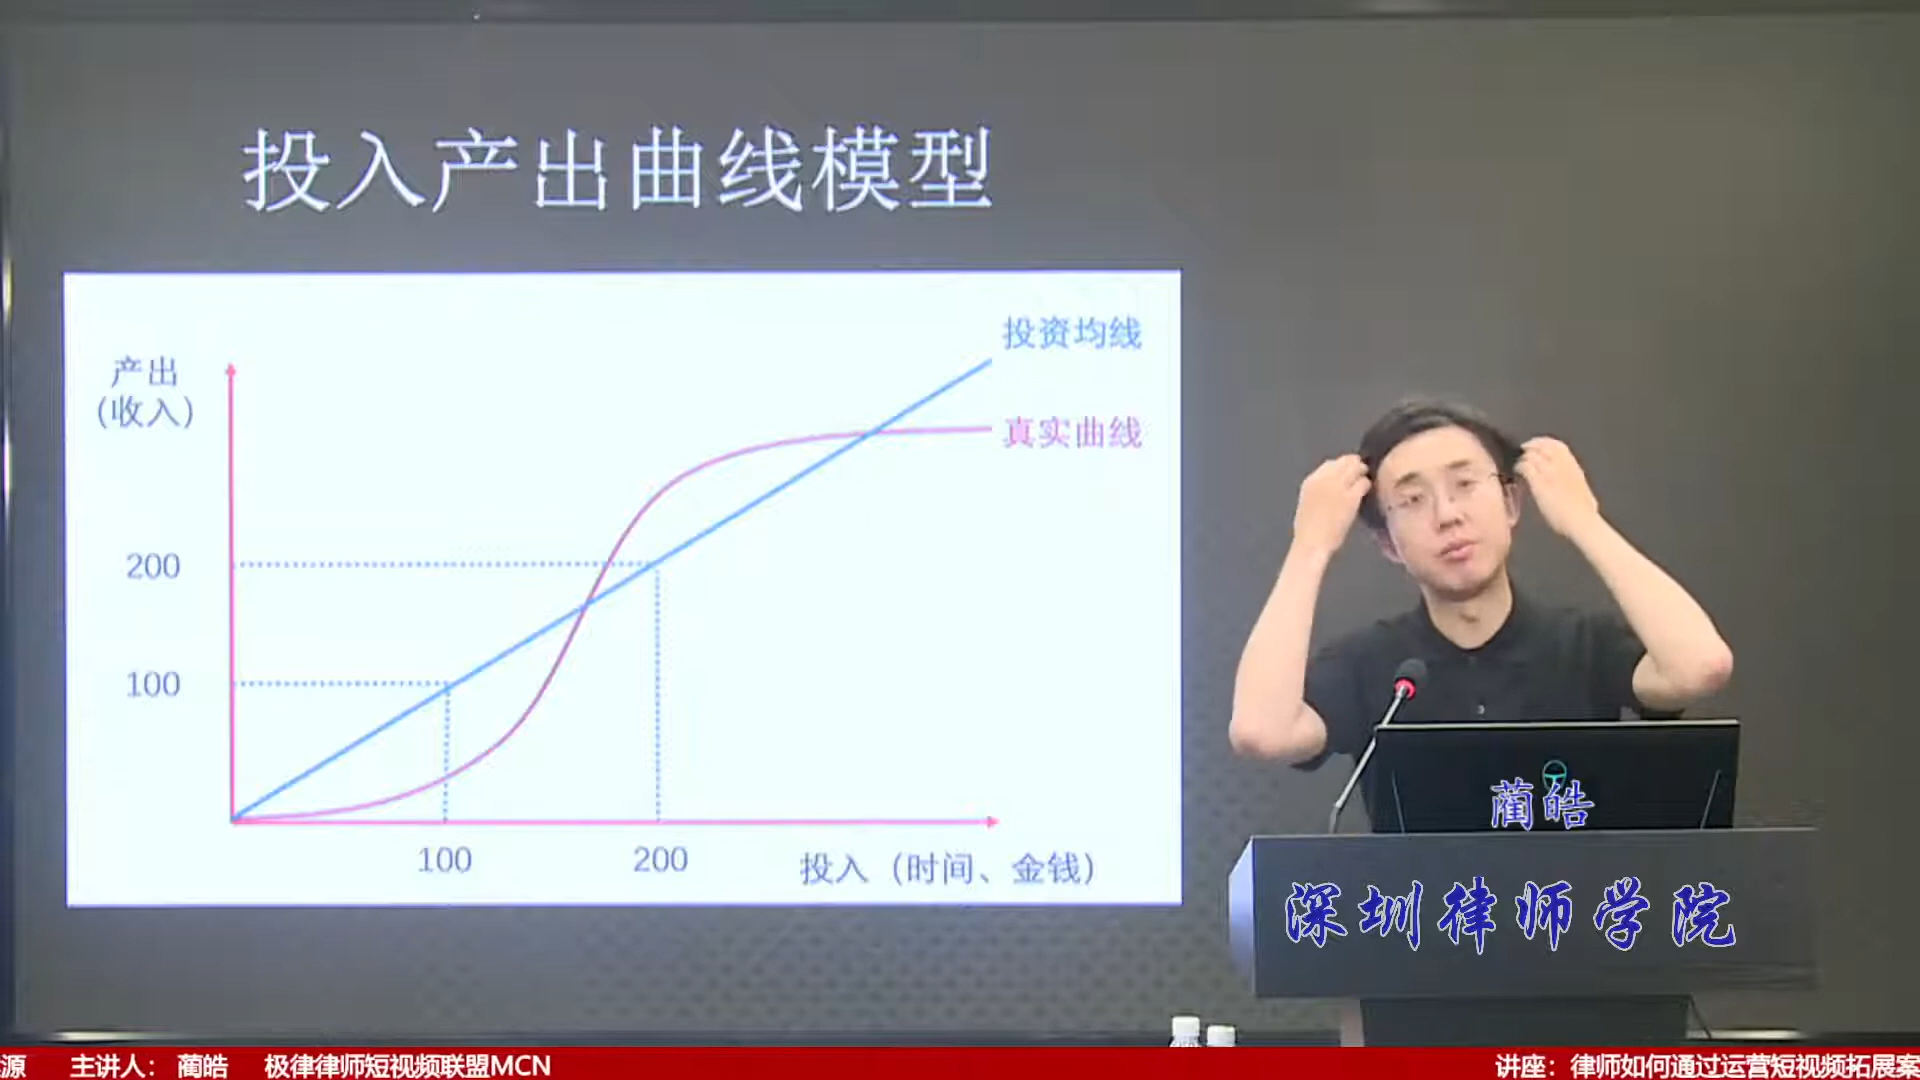 投入产出曲线模型
产出
(收入)
投资均线
真实曲线
200
100
100
200
投入（时间、金钱）
蔺皓
深圳律师学院
源 主讲人： 蔺皓 极律律师短视频联盟MCN
讲座：律师如何通过运营短视频拓展案